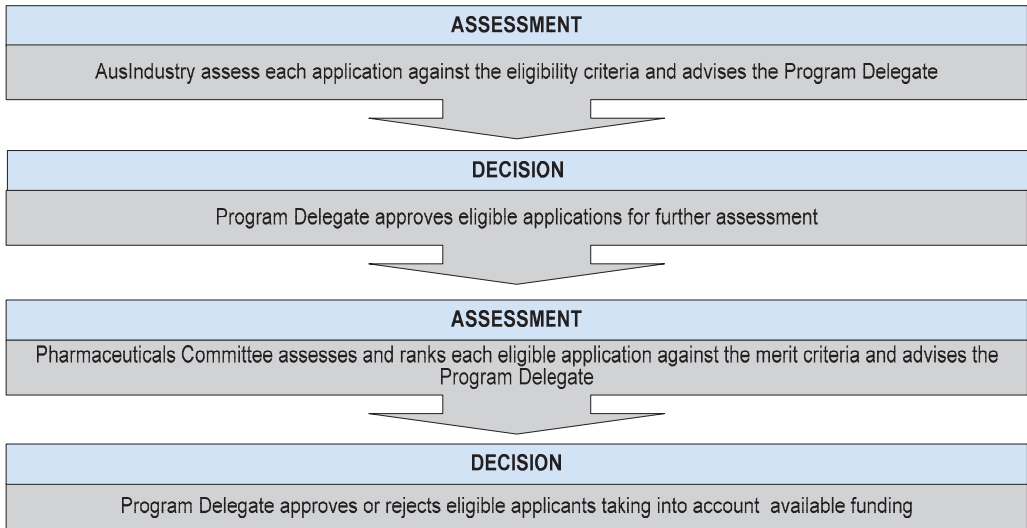 ASSESSMENT
AusIndustry assess each application against the eligibility criteria and advises the Program Delegate
DECISION
Program Delegate approves eligible applications for further assessment
ASSESSMENT
Pharmaceuticals Committee assesses and ranks each eligible application against the merit criteria and advises the
Program Delegate
DECISION
Program Delegate approves or rejects eligible applicants taking into account available funding